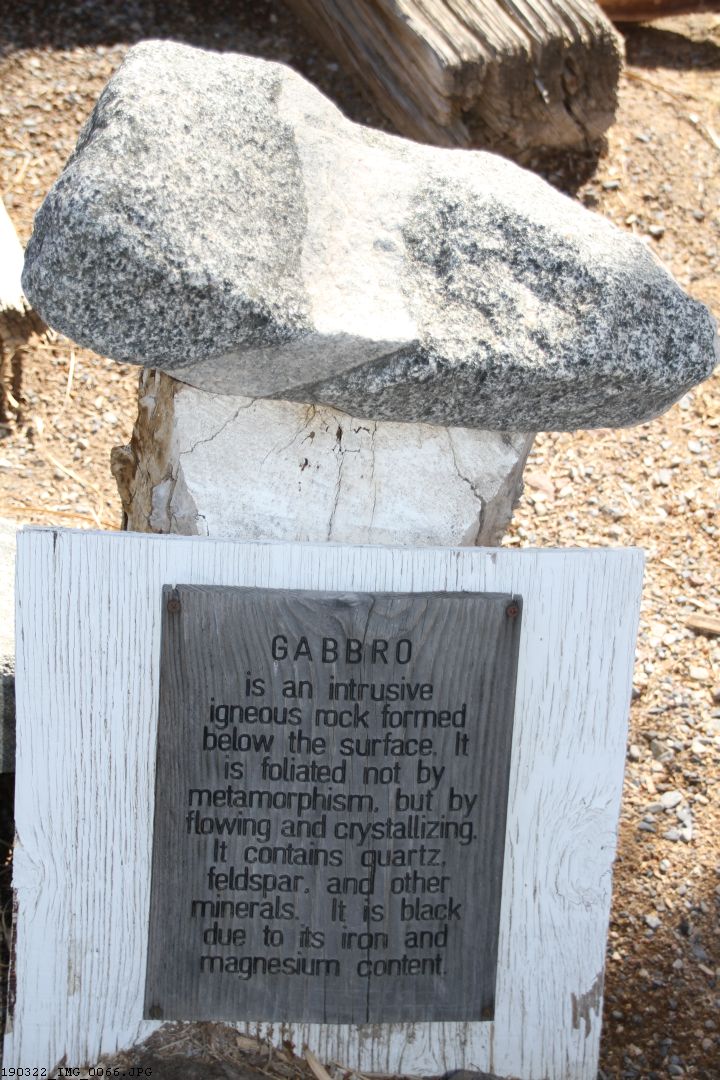 GABBRO
is an intrusive
igneous rock formed
below the surface. It
is foliated not by
metamorphism, but by
flowing and crystallizing.
It contains quartz,
feldspar, and other
minerals. It is black
due to its iron and
magnesium content.
190322_IMG_0066.JPG